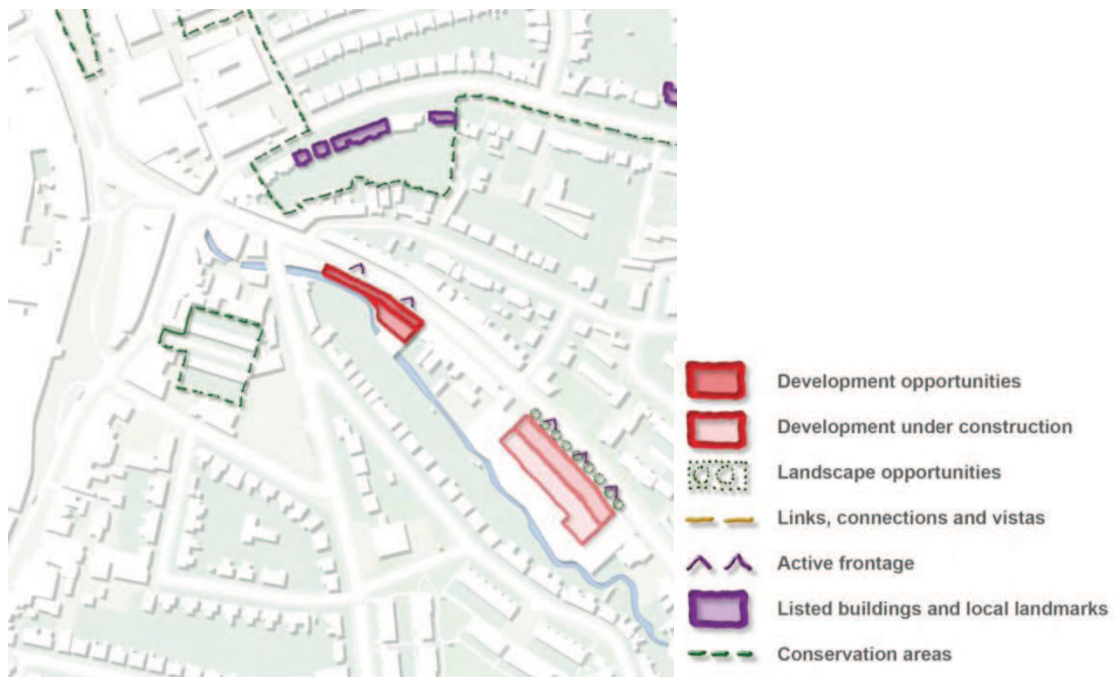 Development opportunities
Development under construction
Landscape opportunities
Links, connections and vistas
Active frontage
Listed buildings and local landmarks
Conservation areas